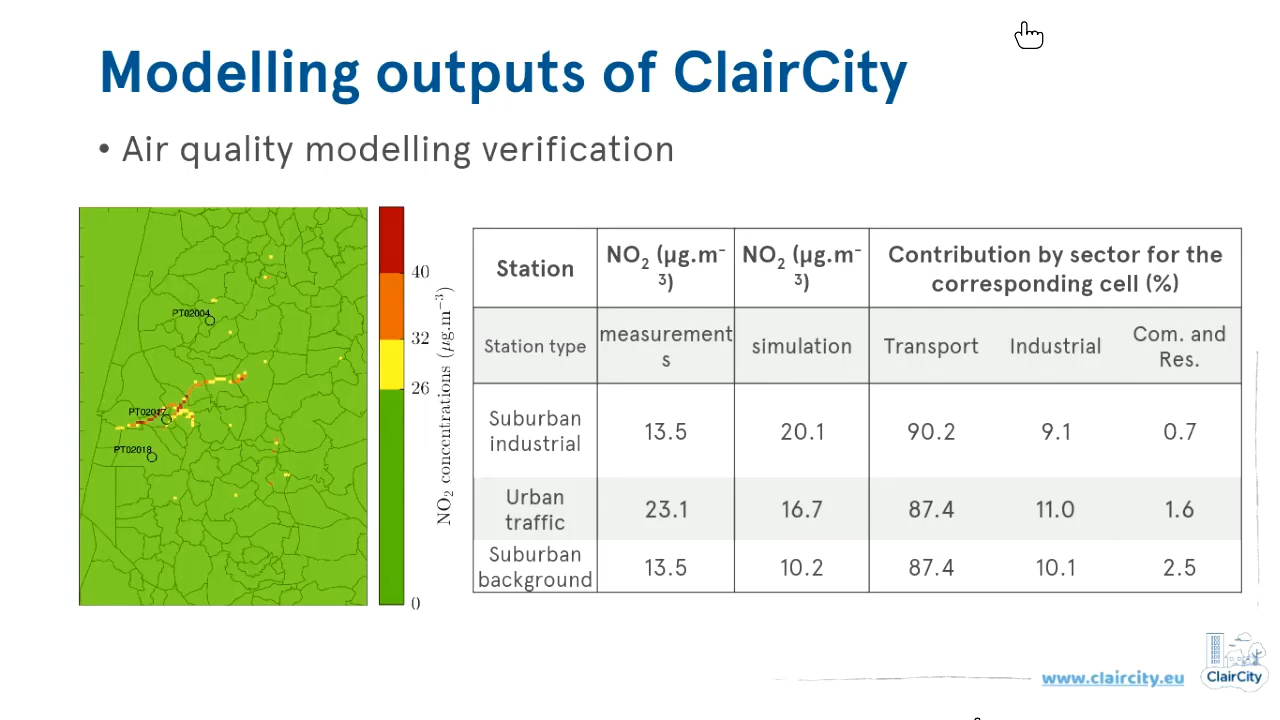 Modelling outputs of ClairCity
• Air quality modelling verification
PT02004
PT02017
PT02018
40
32
26
0
NO₂ concentrations (µg.m⁻³)
Station
NO₂ (µg.m-
3)
NO₂ (µg.m-
3)
Contribution by sector for the
corresponding cell (%)
Station type
measurement
s
simulation
Transport
Industrial
Com. and
Res.
Suburban
industrial
13.5
20.1
90.2
9.1
0.7
Urban
traffic
23.1
16.7
87.4
11.0
1.6
Suburban
background
13.5
10.2
87.4
10.1
2.5
www.claircity.eu
ClairCity